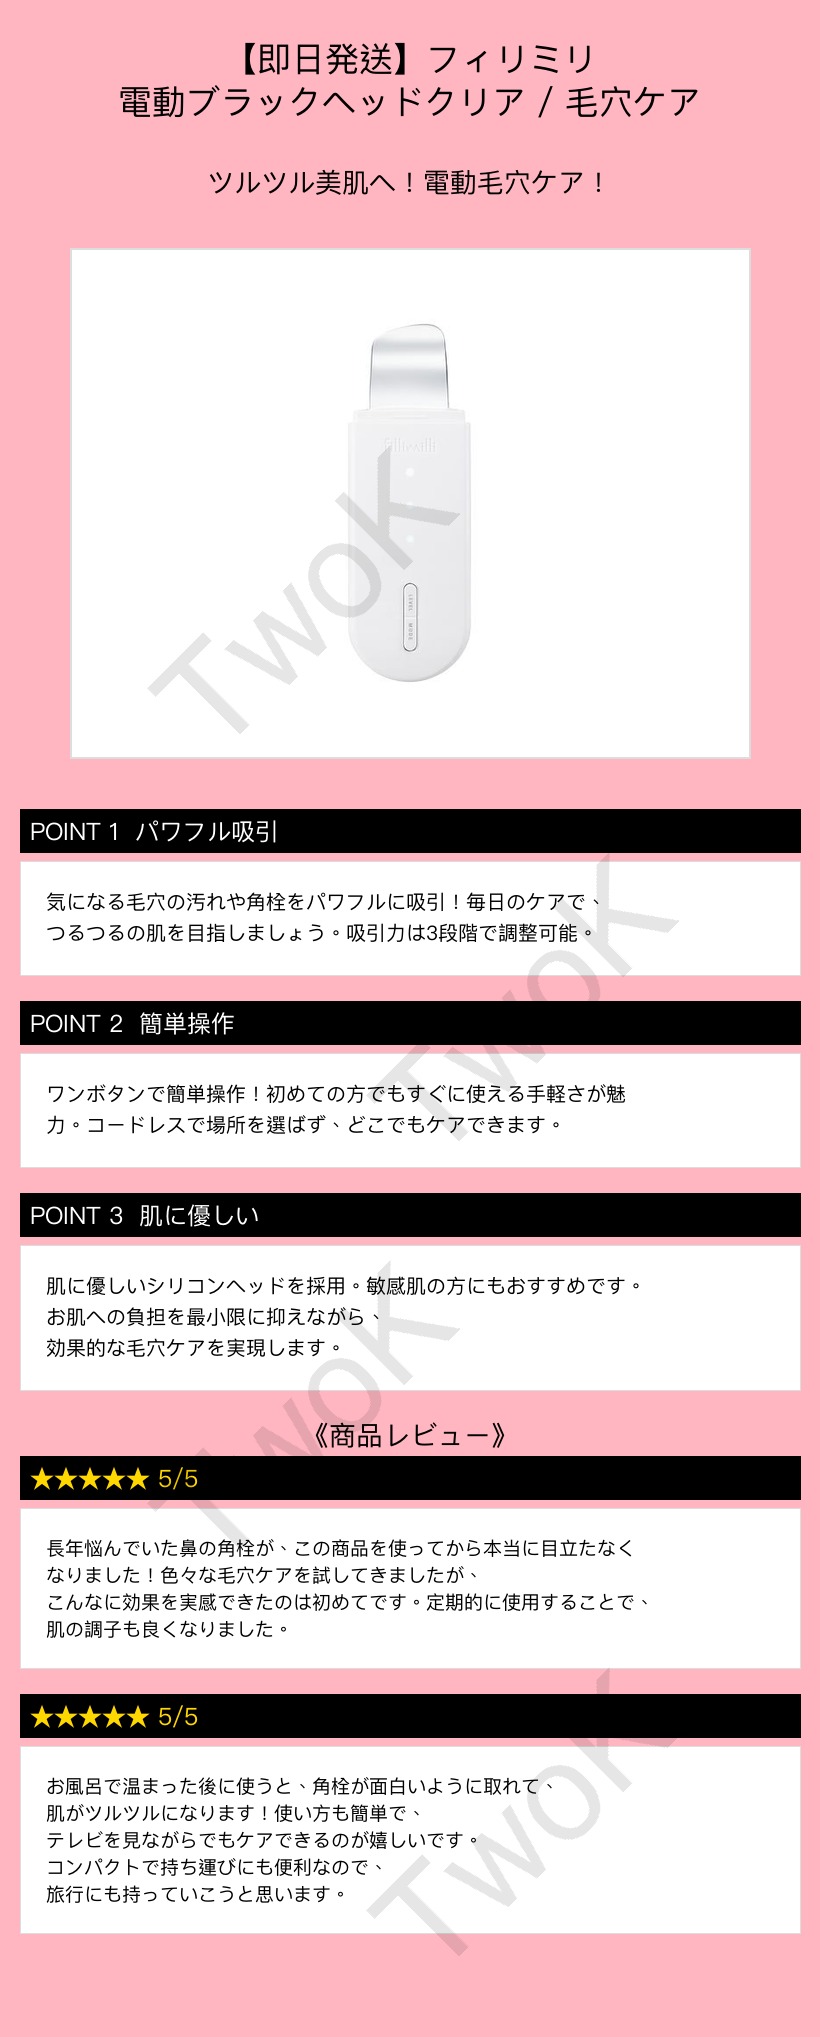 【即日発送】フィリミリ
電動ブラックヘッドクリア / 毛穴ケア
ツルツル美肌へ！電動毛穴ケア！
fillimilli
LEVEL MODE
TwoK
POINT 1 パワフル吸引
気になる毛穴の汚れや角栓をパワフルに吸引！毎日のケアで、
つるつるの肌を目指しましょう。吸引力は3段階で調整可能。
TwoK
POINT 2 簡単操作
ワンボタンで簡単操作！初めての方でもすぐに使える手軽さが魅
力。コードレスで場所を選ばず、どこでもケアできます。
POINT 3 肌に優しい
肌に優しいシリコンヘッドを採用。敏感肌の方にもおすすめです。
お肌への負担を最小限に抑えながら、
効果的な毛穴ケアを実現します。
TwoK
《商品レビュー》
★★★★★ 5/5
長年悩んでいた鼻の角栓が、この商品を使ってから本当に目立たなく
なりました！色々な毛穴ケアを試してきましたが、
こんなに効果を実感できたのは初めてです。定期的に使用することで、
肌の調子も良くなりました。
★★★★★ 5/5
お風呂で温まった後に使うと、角栓が面白いように取れて、
肌がツルツルになります！使い方も簡単で、
テレビを見ながらでもケアできるのが嬉しいです。
コンパクトで持ち運びにも便利なので、
旅行にも持っていこうと思います。
TwoK